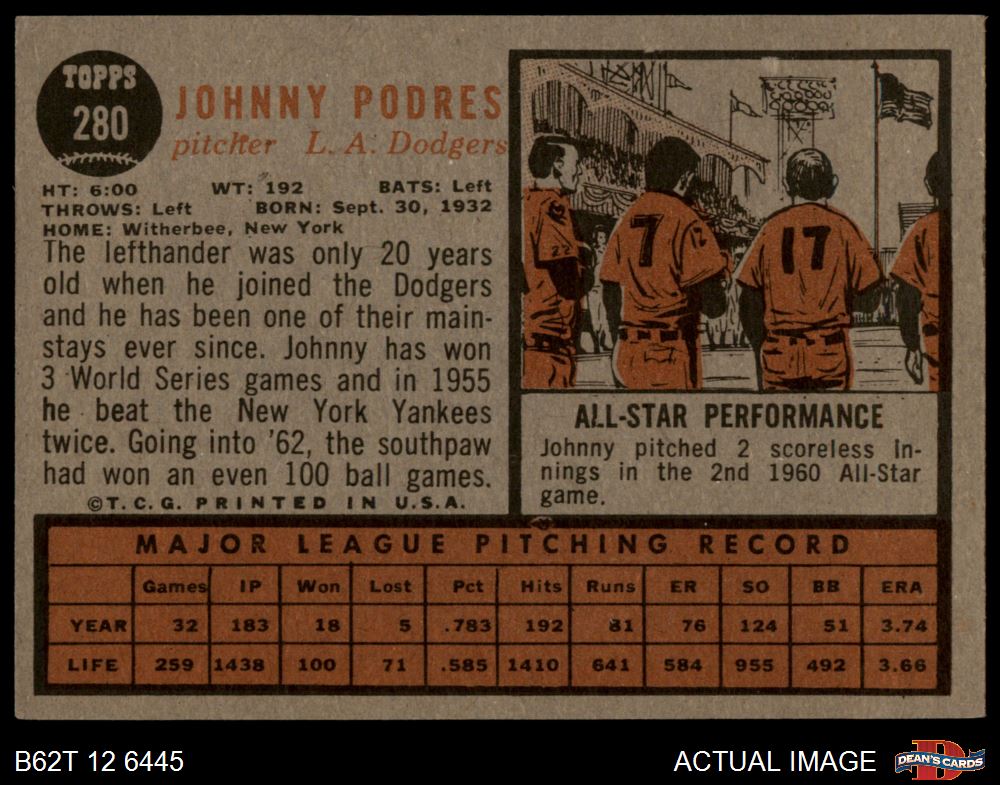 TOPPS
280
JOHNNY PODRES
pitcher L. A. Dodgers
HT: 6:00 WT: 192 BATS: Left
THROWS: Left BORN: Sept. 30, 1932
HOME: Witherbee, New York
The lefthander was only 20 years
old when he joined the Dodgers
and he has been one of their main-
stays ever since. Johnny has won
3 World Series games and in 1955
he beat the New York Yankees
twice. Going into '62, the southpaw
had won an even 100 ball games.
©T.C.G. PRINTED IN U.S.A.
22
7
12
17
ALL-STAR PERFORMANCE
Johnny pitched 2 scoreless in-
nings in the 2nd 1960 All-Star
game.
MAJOR LEAGUE PITCHING RECORD
Games IP Won Lost Pct Hits Runs ER SO BB ERA
YEAR 32 183 18 5 .783 192 81 76 124 51 3.74
LIFE 259 1438 100 71 .585 1410 641 584 955 492 3.66
B62T 12 6445
ACTUAL IMAGE
DEAN'S CARDS